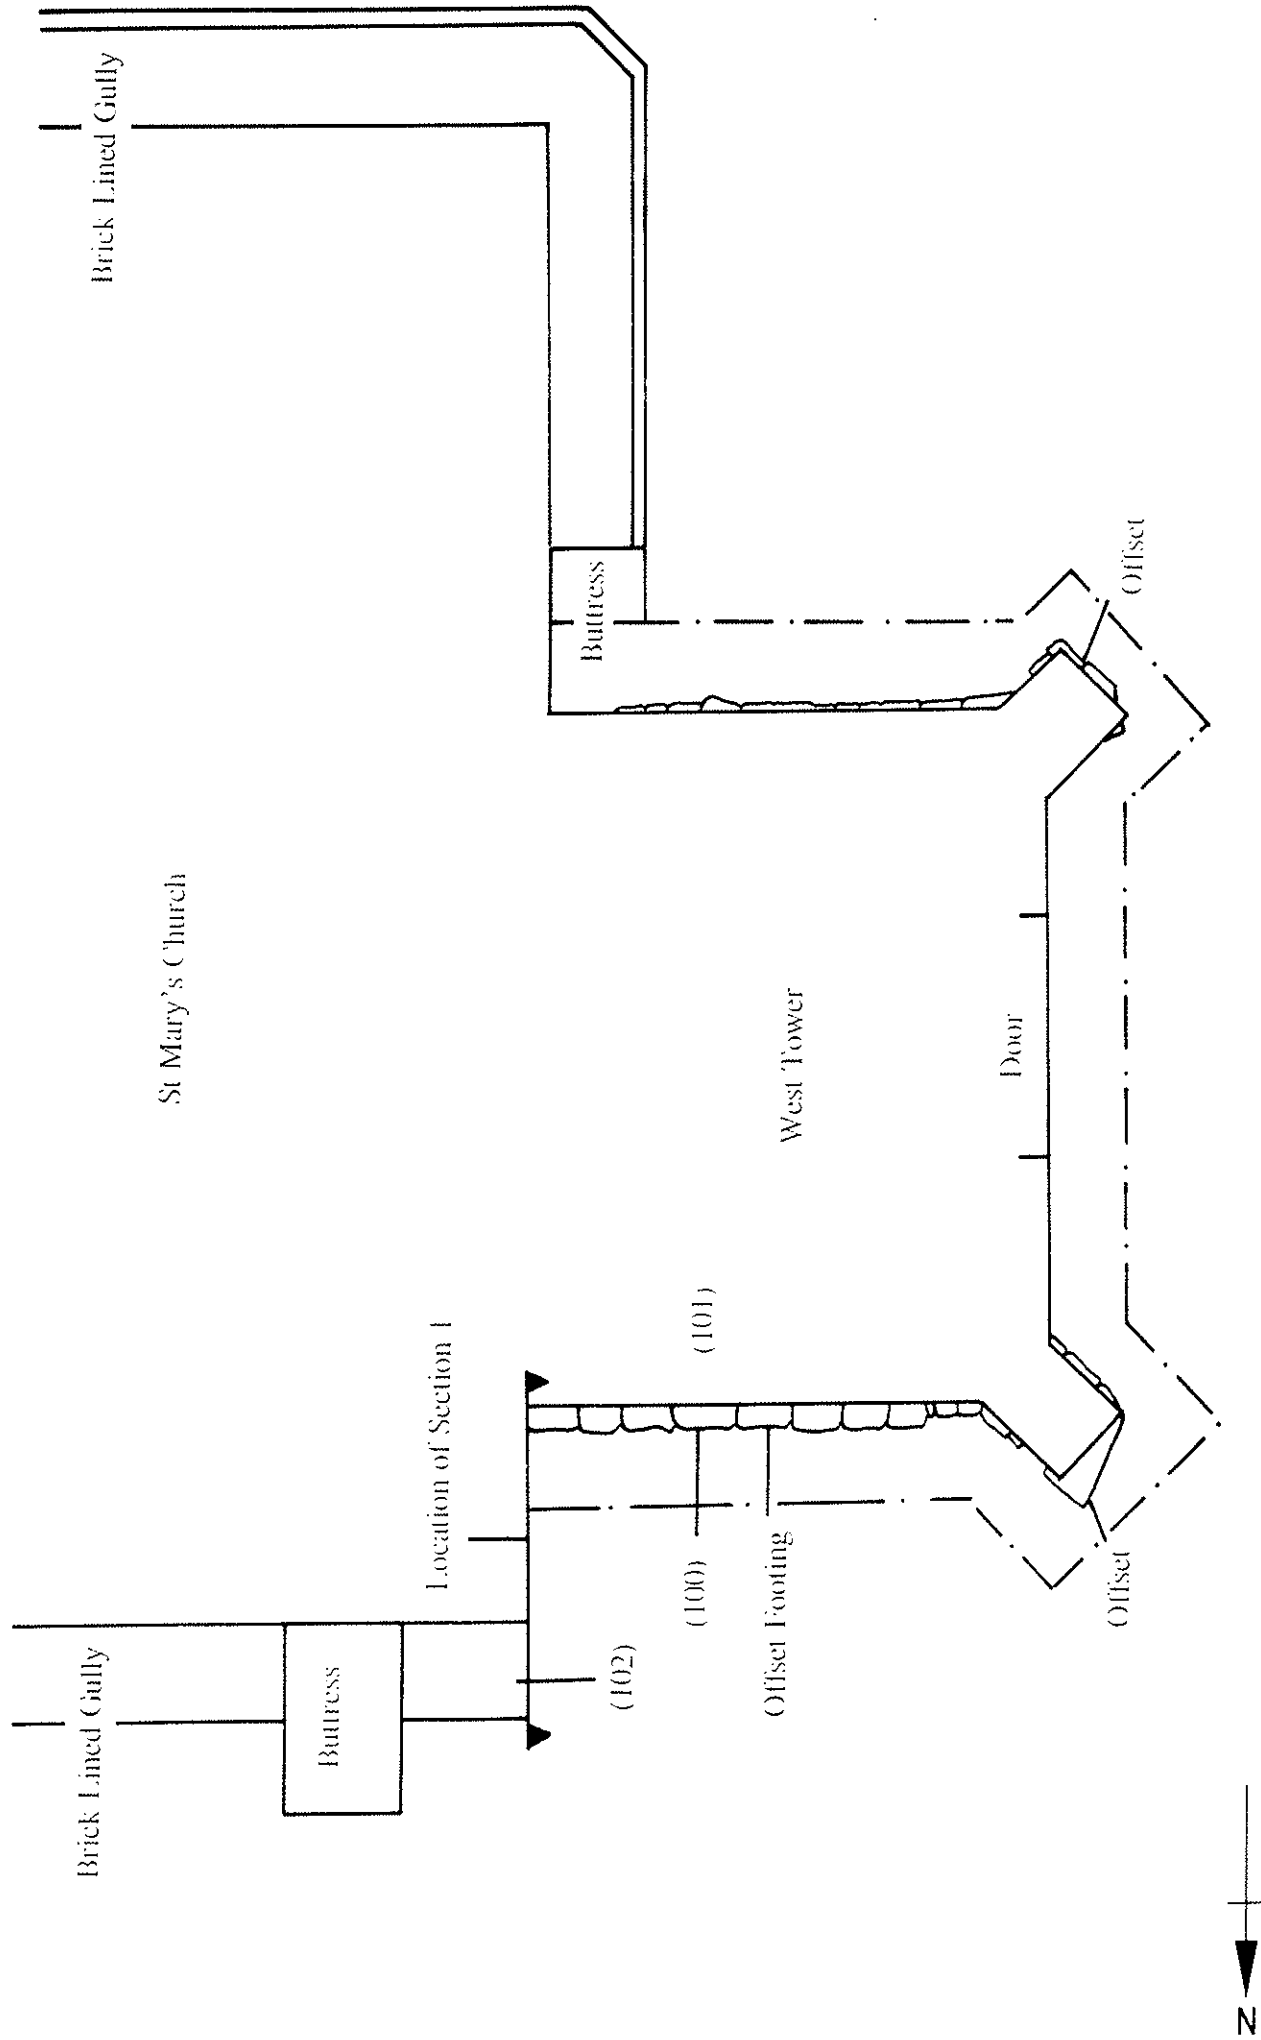 Brick Lined Gully
Buttress
(102)
Location of Section 1
(100)
Offset Footing
(101)
Offset
St Mary's Church
West Tower
Door
Buttress
Offset
Brick Lined Gully
N